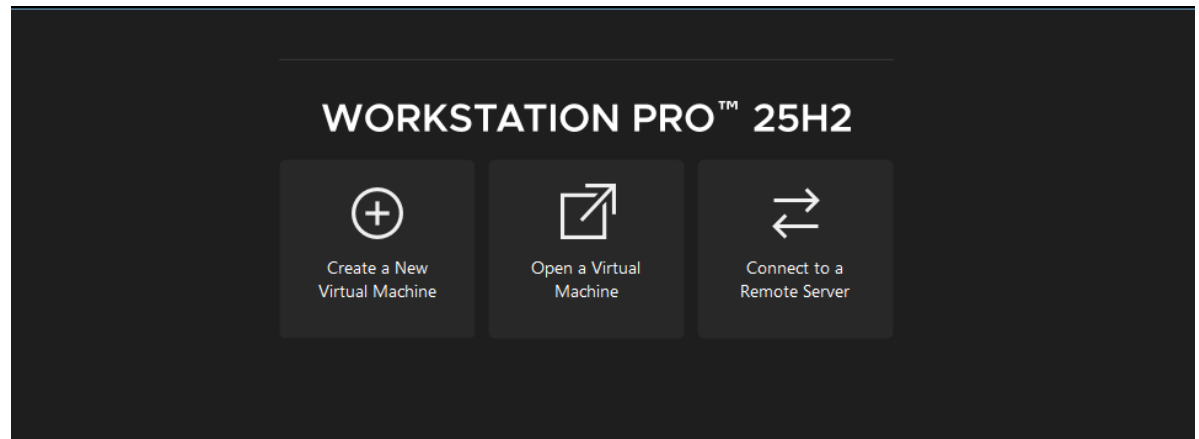 WORKSTATION PRO™ 25H2
Create a New
Virtual Machine
Open a Virtual
Machine
Connect to a
Remote Server